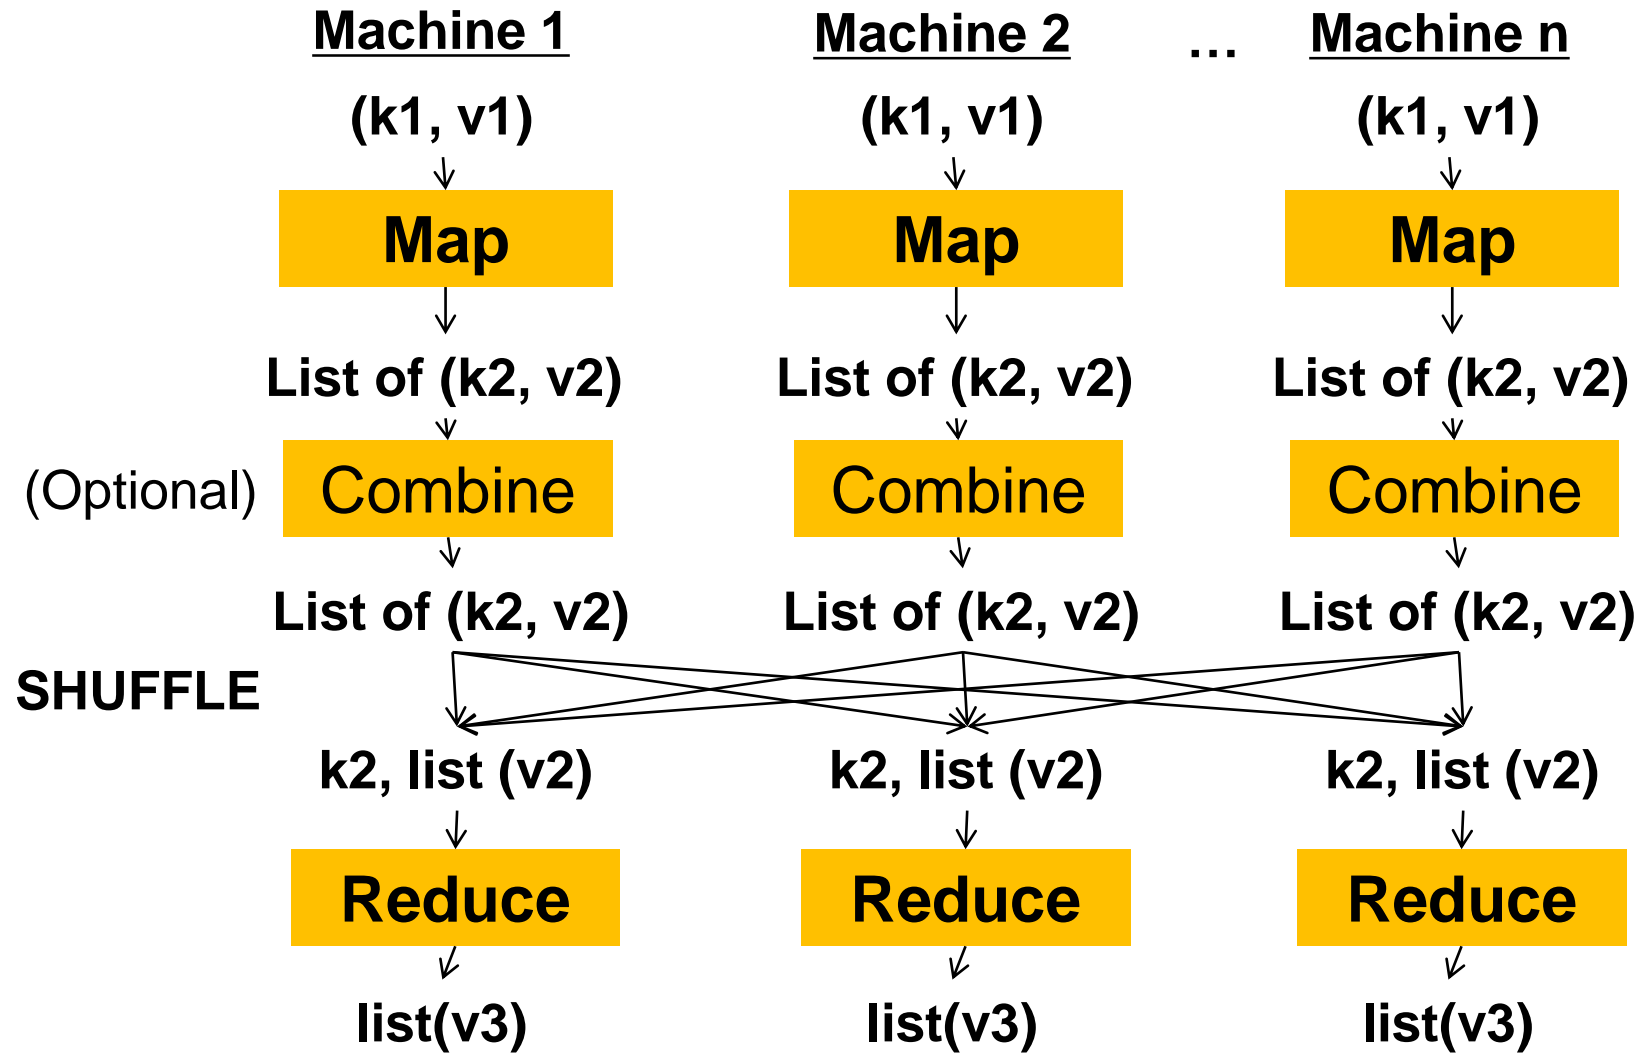 Machine 1 Machine 2 … Machine n
(k1, v1) (k1, v1) (k1, v1)
Map Map Map
List of (k2, v2) List of (k2, v2) List of (k2, v2)
(Optional) Combine Combine Combine
List of (k2, v2) List of (k2, v2) List of (k2, v2)
SHUFFLE
k2, list (v2) k2, list (v2) k2, list (v2)
Reduce Reduce Reduce
list(v3) list(v3) list(v3)